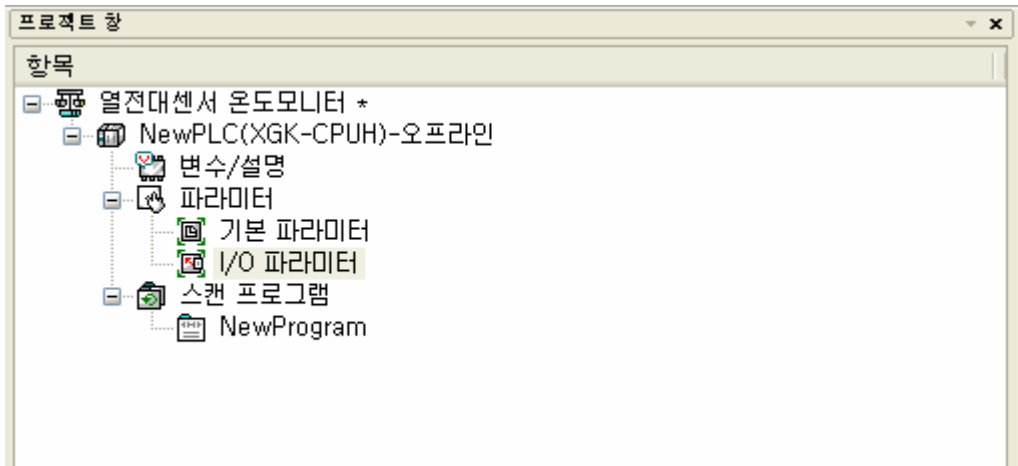 프로젝트 창
항목
열전대센서 온도모니터 *
NewPLC(XGK-CPUH)-오프라인
변수/설명
파라미터
기본 파라미터
I/O 파라미터
스캔 프로그램
NewProgram